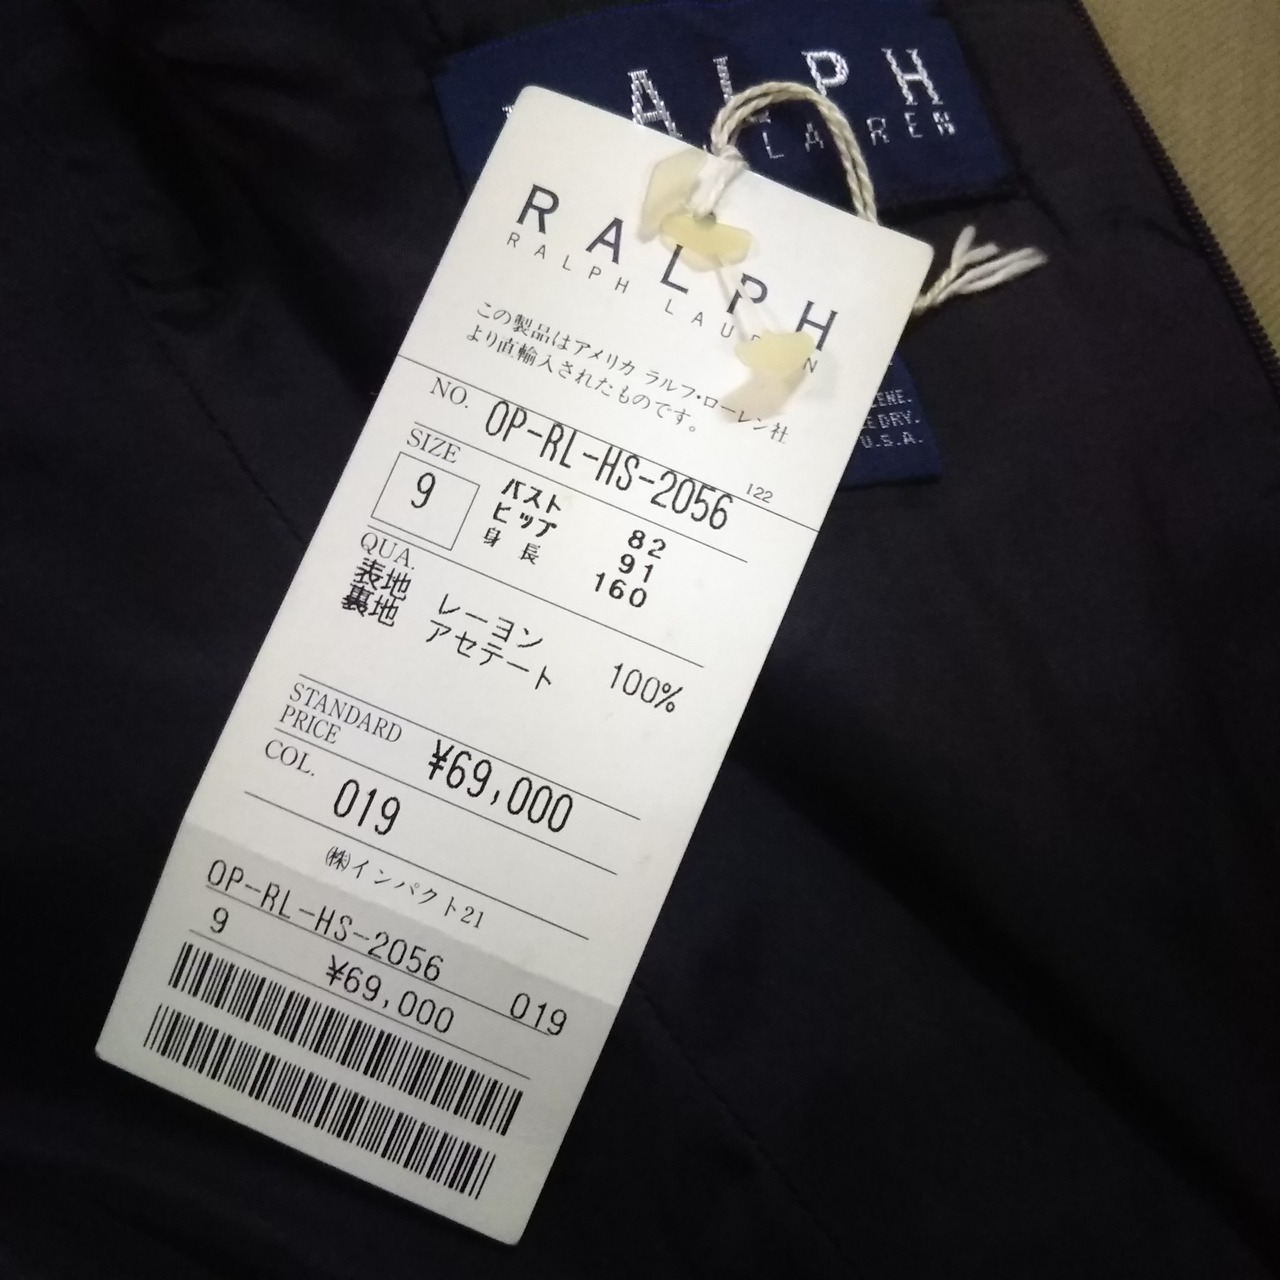 RALPH
LAUREN
RALPH
RALPH LAUREN
この製品はアメリカ ラルフ・ローレン社
より直輸入されたものです。
NO. OP-RL-HS-2056 122
SIZE
9
バスト 82
ヒップ 91
身長 160
QUA.
表地 レーヨン 100%
裏地 アセテート
STANDARD
PRICE ¥69,000
COL. 019
㈱インパクト21
OP-RL-HS-2056
9 ¥69,000 019
DRY.
U.S.A.